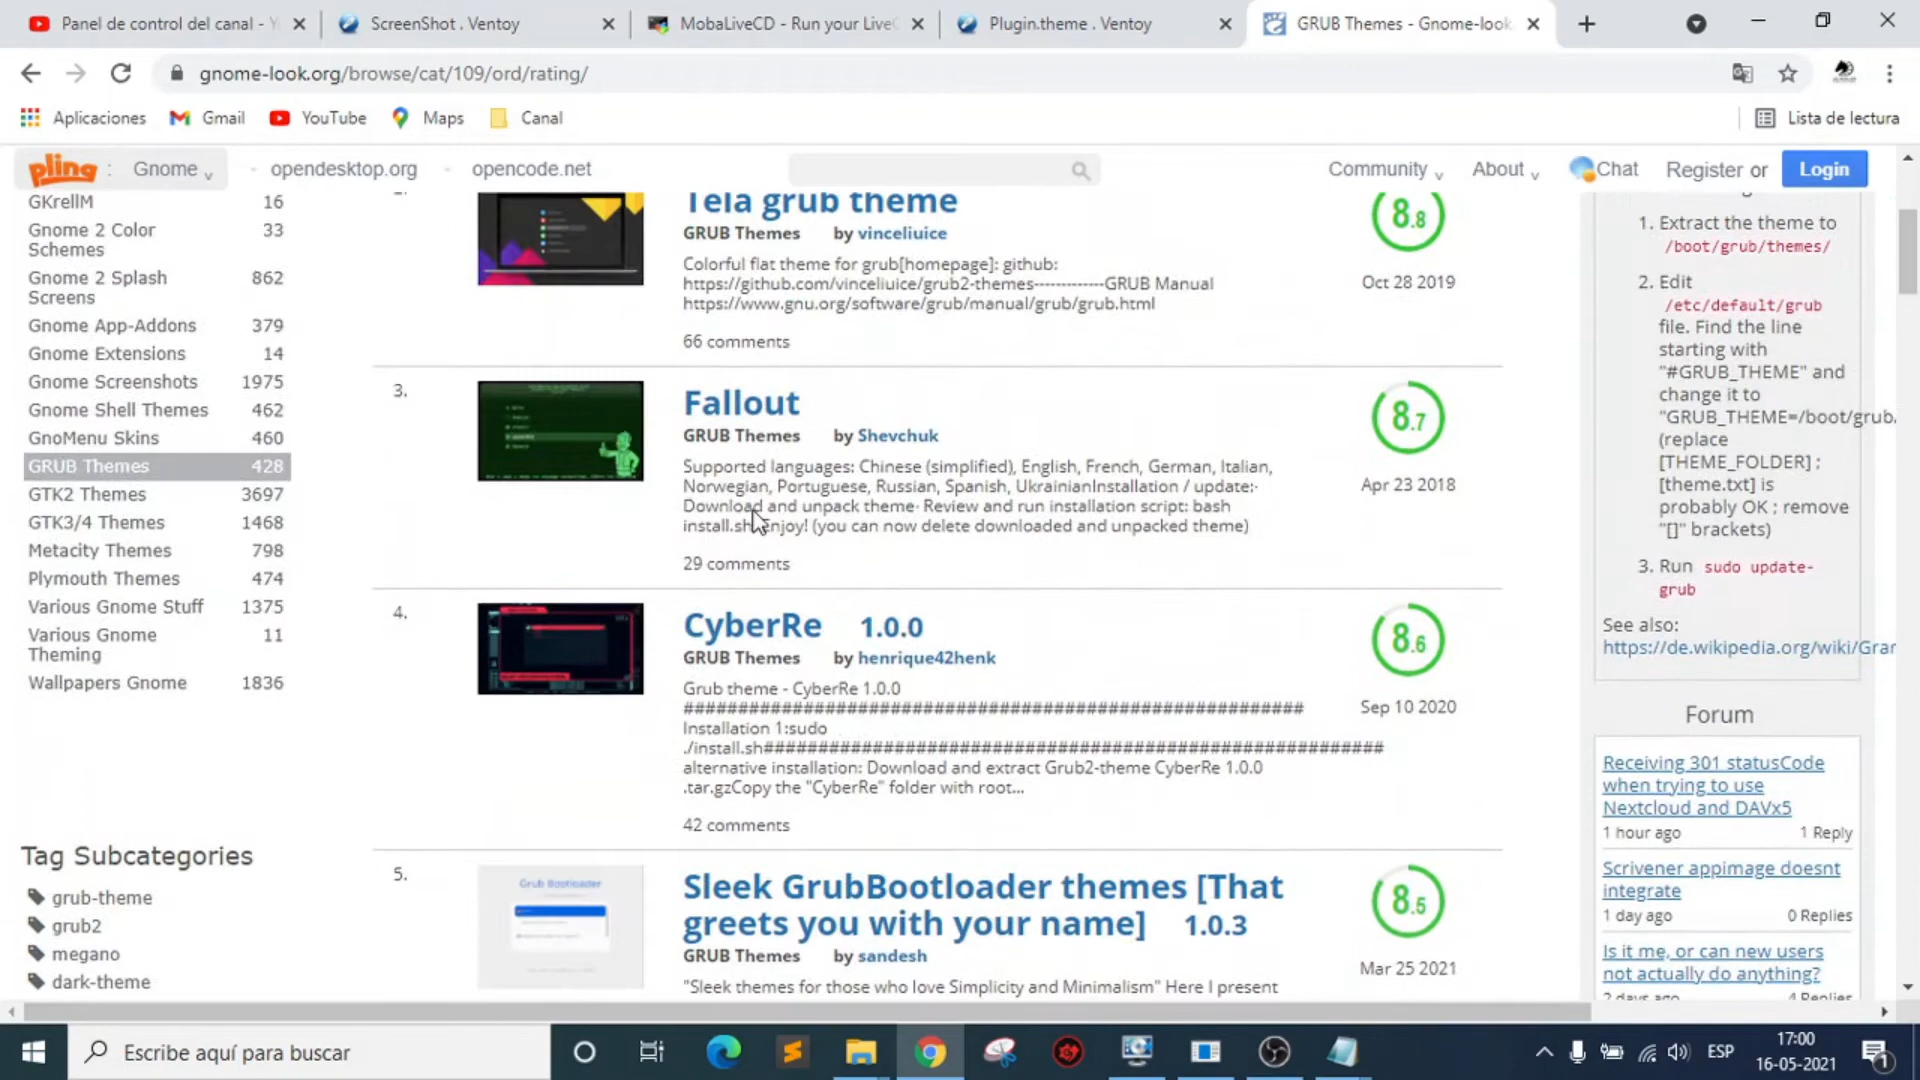 Panel de control del canal - Y
ScreenShot . Ventoy
MobaLiveCD - Run your LiveC
Plugin.theme . Ventoy
GRUB Themes - Gnome-look.
gnome-look.org/browse/cat/109/ord/rating/
Aplicaciones
Gmail
YouTube
Maps
Canal
Lista de lectura
pling
: Gnome
opendesktop.org
opencode.net
Community
About
Chat
Register or
Login
GKrellM 16
Gnome 2 Color 33
Schemes
Gnome 2 Splash 862
Screens
Gnome App-Addons 379
Gnome Extensions 14
Gnome Screenshots 1975
Gnome Shell Themes 462
GnoMenu Skins 460
GRUB Themes 428
GTK2 Themes 3697
GTK3/4 Themes 1468
Metacity Themes 798
Plymouth Themes 474
Various Gnome Stuff 1375
Various Gnome 11
Theming
Wallpapers Gnome 1836
Tag Subcategories
grub-theme
grub2
megano
dark-theme
Tela grub theme
GRUB Themes by vinceliuice
Colorful flat theme for grub[homepage]: github:
https://github.com/vinceliuice/grub2-themes-------------GRUB Manual
https://www.gnu.org/software/grub/manual/grub/grub.html
66 comments
8.8
Oct 28 2019
3.
Fallout
GRUB Themes by Shevchuk
Supported languages: Chinese (simplified), English, French, German, Italian,
Norwegian, Portuguese, Russian, Spanish, UkrainianInstallation / update:·
Download and unpack theme· Review and run installation script: bash
install.sh· Enjoy! (you can now delete downloaded and unpacked theme)
29 comments
8.7
Apr 23 2018
4.
CyberRe 1.0.0
GRUB Themes by henrique42henk
Grub theme - CyberRe 1.0.0
#########################################################
Installation 1:sudo
./install.sh#########################################################
alternative installation: Download and extract Grub2-theme CyberRe 1.0.0
.tar.gzCopy the "CyberRe" folder with root...
42 comments
8.6
Sep 10 2020
5.
Grub Bootloader
Sleek GrubBootloader themes [That
greets you with your name] 1.0.3
GRUB Themes by sandesh
"Sleek themes for those who love Simplicity and Minimalism" Here I present
8.5
Mar 25 2021
1. Extract the theme to
/boot/grub/themes/
2. Edit
/etc/default/grub
file. Find the line
starting with
"#GRUB_THEME" and
change it to
"GRUB_THEME=/boot/grub.
(replace
[THEME_FOLDER] ;
[theme.txt] is
probably OK ; remove
"[]" brackets)
3. Run sudo update-
grub
See also:
https://de.wikipedia.org/wiki/Grar
Forum
Receiving 301 statusCode
when trying to use
Nextcloud and DAVx5
1 hour ago 1 Reply
Scrivener appimage doesnt
integrate
1 day ago 0 Replies
Is it me, or can new users
not actually do anything?
2 days ago 4 Replies
Escribe aquí para buscar
ESP
17:00
16-05-2021
1